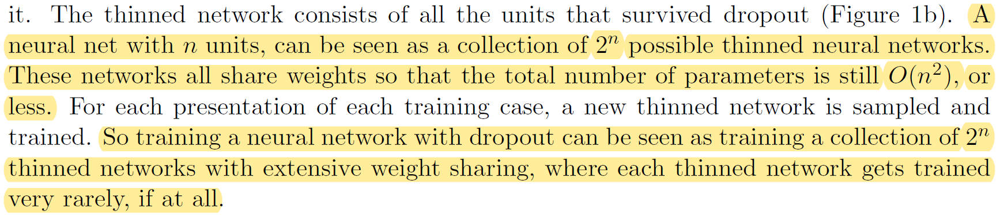 it. The thinned network consists of all the units that survived dropout (Figure 1b). A
neural net with n units, can be seen as a collection of 2ⁿ possible thinned neural networks.
These networks all share weights so that the total number of parameters is still O(n²), or
less. For each presentation of each training case, a new thinned network is sampled and
trained. So training a neural network with dropout can be seen as training a collection of 2ⁿ
thinned networks with extensive weight sharing, where each thinned network gets trained
very rarely, if at all.